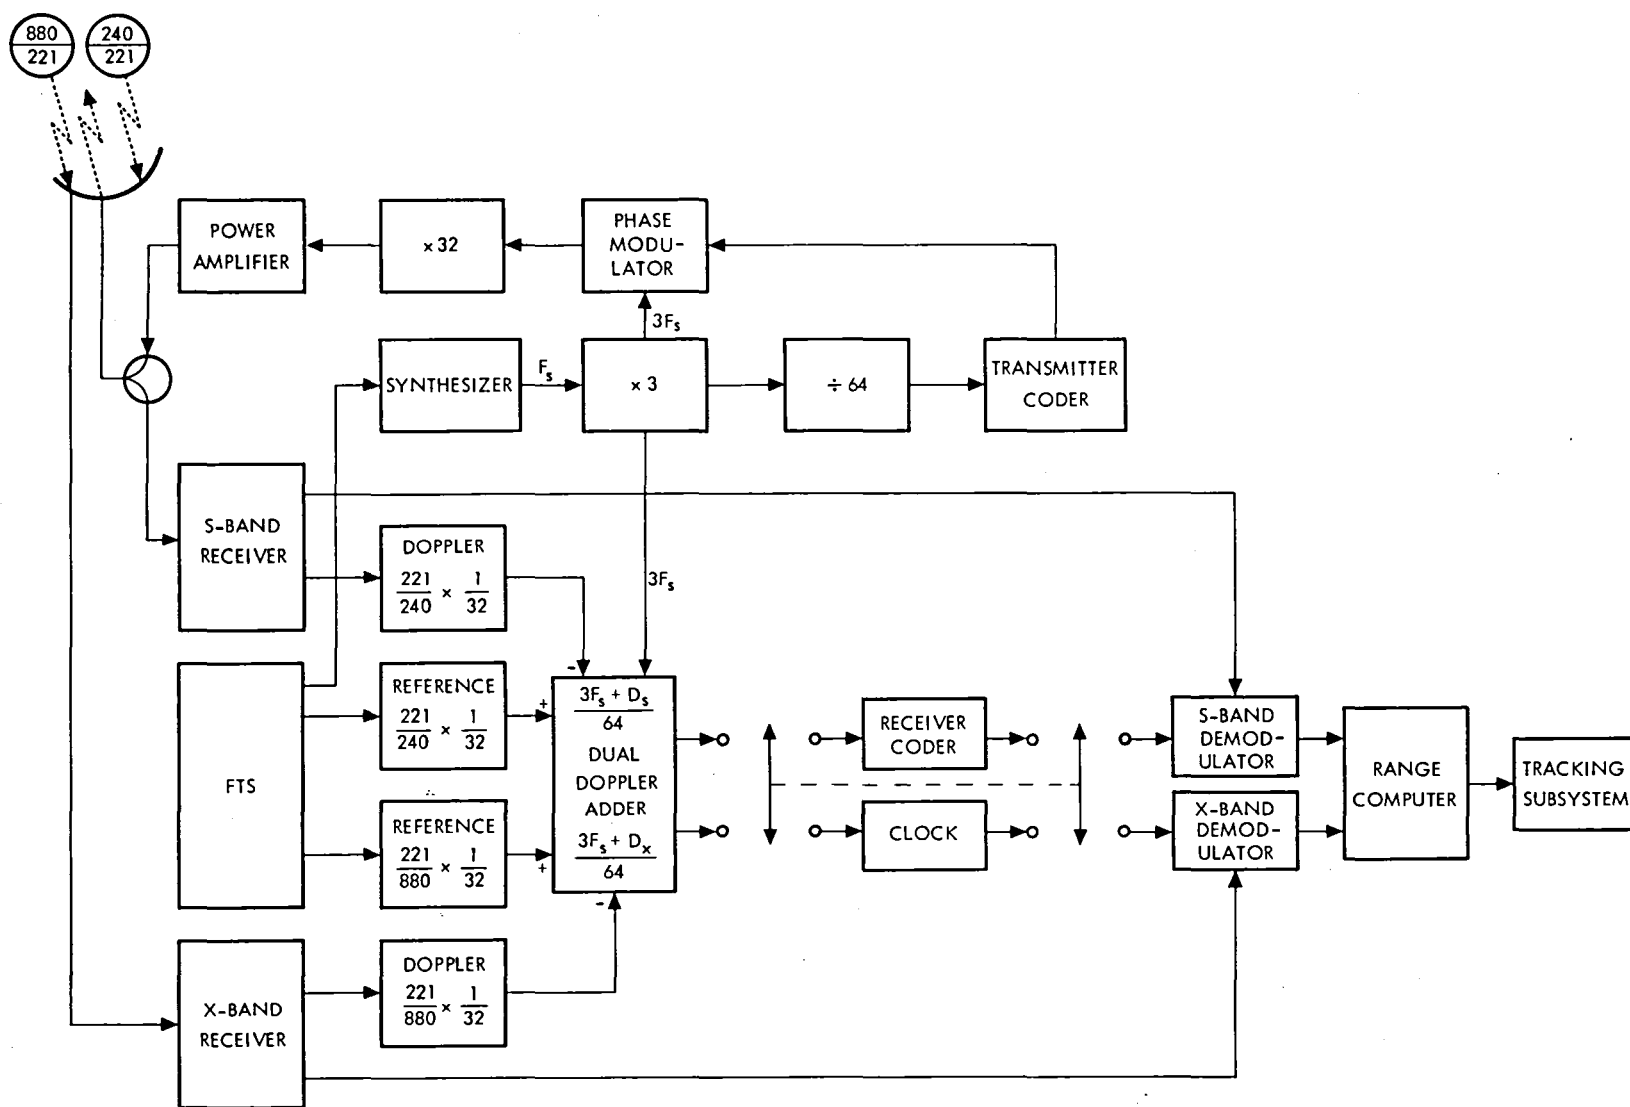 880
221
240
221
POWER
AMPLIFIER
× 32
PHASE
MODU-
LATOR
3Fs
SYNTHESIZER
Fs
× 3
÷ 64
TRANSMITTER
CODER
S-BAND
RECEIVER
DOPPLER
221
240
×
1
32
3Fs
-
FTS
REFERENCE
221
240
×
1
32
+
REFERENCE
221
880
×
1
32
+
3Fs + Ds
64
DUAL
DOPPLER
ADDER
3Fs + Dx
64
-
RECEIVER
CODER
CLOCK
S-BAND
DEMOD-
ULATOR
X-BAND
DEMOD-
ULATOR
RANGE
COMPUTER
TRACKING
SUBSYSTEM
X-BAND
RECEIVER
DOPPLER
221
880
×
1
32